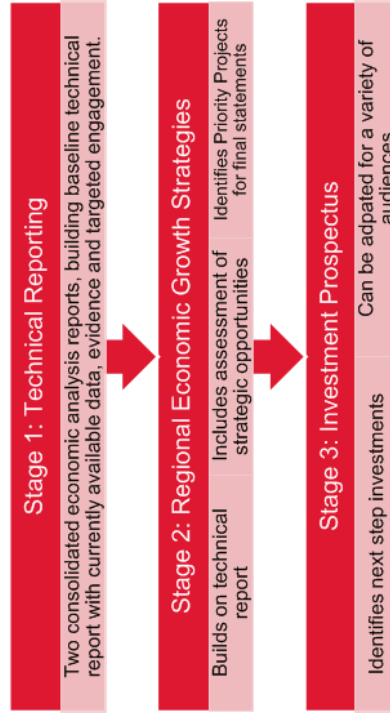 Stage 1: Technical Reporting
Two consolidated economic analysis reports, building baseline technical
report with currently available data, evidence and targeted engagement.
Stage 2: Regional Economic Growth Strategies
Builds on technical
report
Includes assessment of
strategic opportunities
Identifies Priority Projects
for final statements
Stage 3: Investment Prospectus
Identifies next step investments
Can be adpated for a variety of
audiences